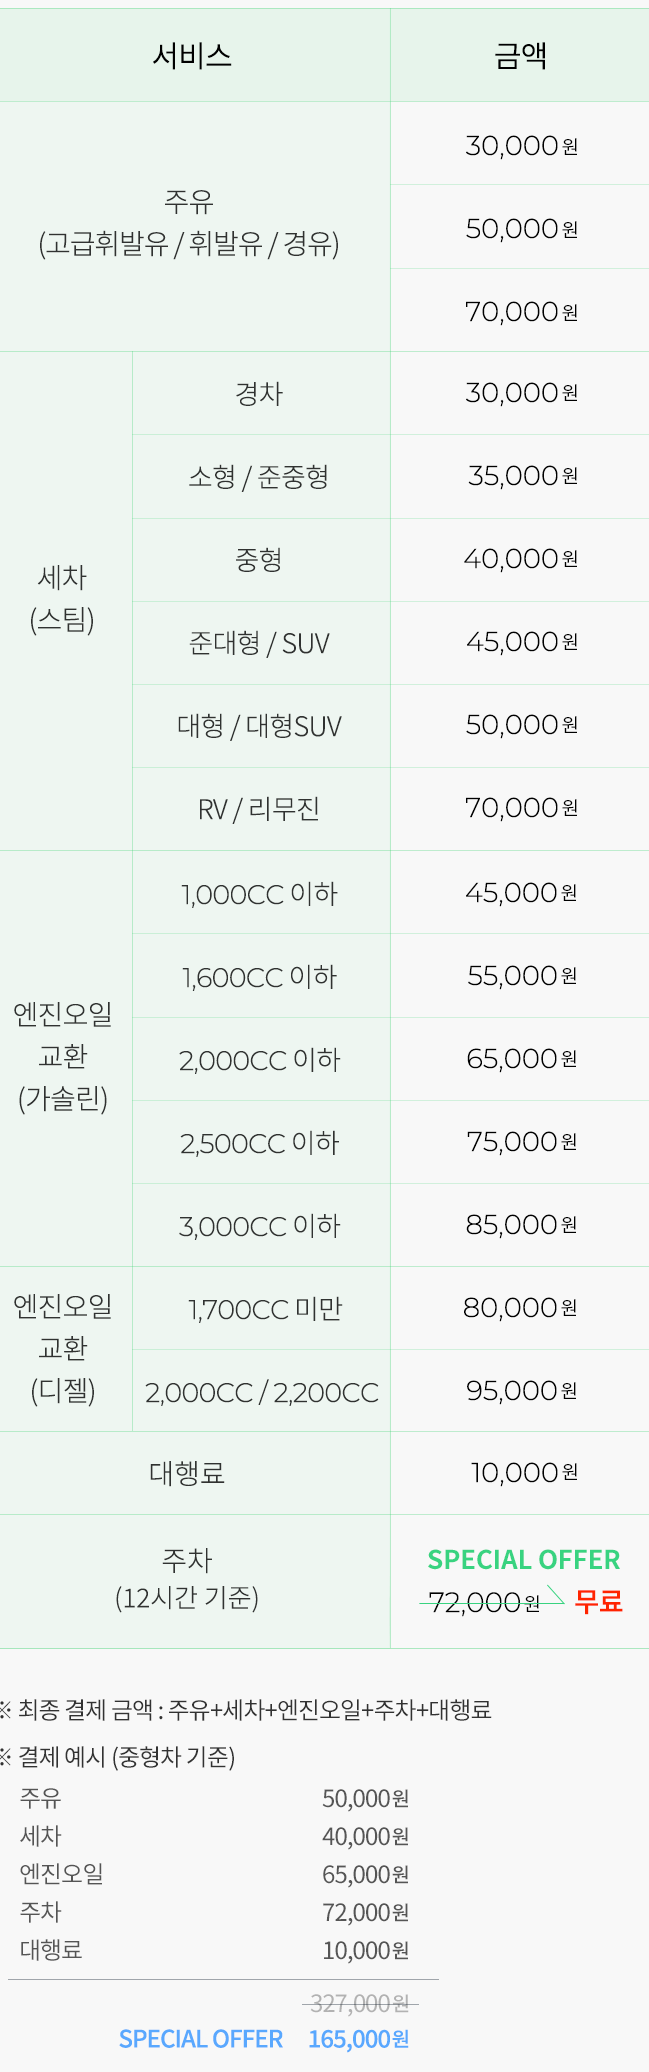 서비스 금액
주유
(고급휘발유 / 휘발유 / 경유)
30,000원
50,000원
70,000원
세차
(스팀)
경차 30,000원
소형 / 준중형 35,000원
중형 40,000원
준대형 / SUV 45,000원
대형 / 대형SUV 50,000원
RV / 리무진 70,000원
엔진오일
교환
(가솔린)
1,000CC 이하 45,000원
1,600CC 이하 55,000원
2,000CC 이하 65,000원
2,500CC 이하 75,000원
3,000CC 이하 85,000원
엔진오일
교환
(디젤)
1,700CC 미만 80,000원
2,000CC / 2,200CC 95,000원
대행료 10,000원
주차
(12시간 기준)
SPECIAL OFFER
72,000원 무료
※ 최종 결제 금액 : 주유+세차+엔진오일+주차+대행료
※ 결제 예시 (중형차 기준)
주유 50,000원
세차 40,000원
엔진오일 65,000원
주차 72,000원
대행료 10,000원
327,000원
SPECIAL OFFER 165,000원